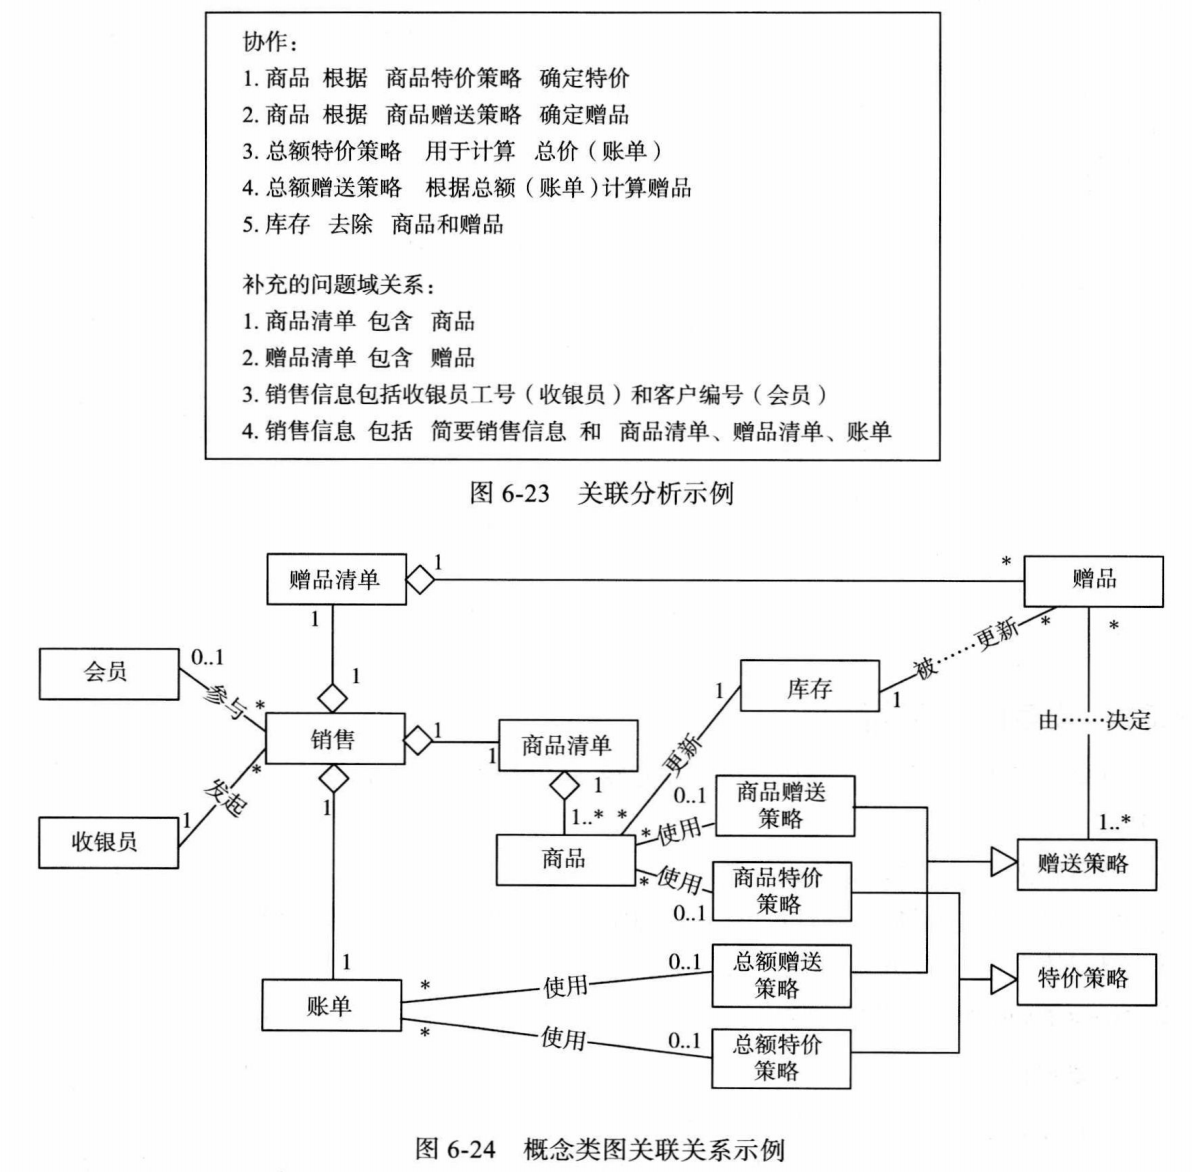 协作：
1. 商品 根据 商品特价策略 确定特价
2. 商品 根据 商品赠送策略 确定赠品
3. 总额特价策略 用于计算 总价（账单）
4. 总额赠送策略 根据总额（账单）计算赠品
5. 库存 去除 商品和赠品
补充的问题域关系：
1. 商品清单 包含 商品
2. 赠品清单 包含 赠品
3. 销售信息包括收银员工号（收银员）和客户编号（会员）
4. 销售信息 包括 简要销售信息 和 商品清单、赠品清单、账单
图 6-23 关联分析示例
赠品清单
1
*
赠品
1
*
*
被……更新
会员
0..1
参与
*
1
库存
1
1
由……决定
销售
1
1
商品清单
更新
发起
*
1
1
1..*
*
0..1
商品赠送
策略
1..*
收银员
1
商品
*
使用
赠送策略
*
使用
0..1
商品特价
策略
1
账单
*
使用
0..1
总额赠送
策略
特价策略
*
使用
0..1
总额特价
策略
图 6-24 概念类图关联关系示例